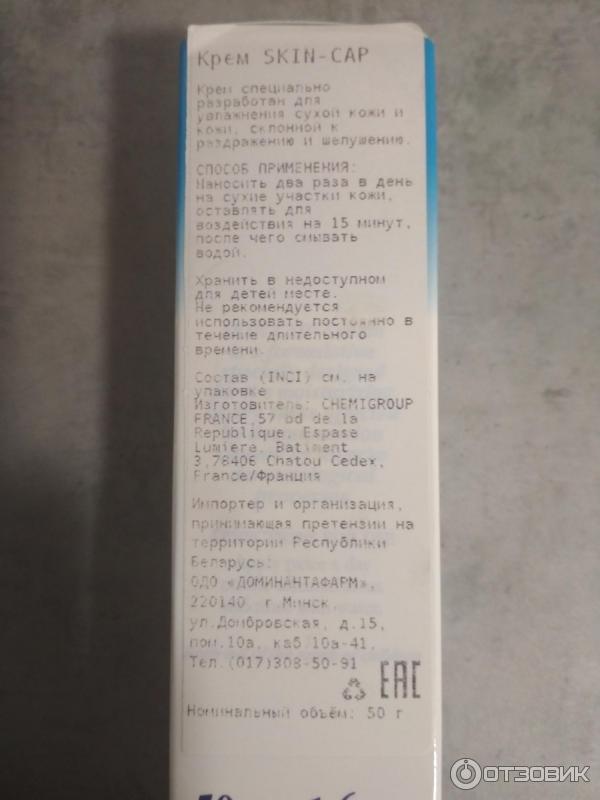 Крем SKIN-CAP
Крем специально
разработан для
увлажнения сухой кожи и
кожи, склонной к
раздражению и шелушению.
СПОСОБ ПРИМЕНЕНИЯ:
Наносить два раза в день
на сухие участки кожи,
оставлять для
воздействия на 15 минут,
после чего смывать
водой.
Хранить в недоступном
для детей месте.
Не рекомендуется
использовать постоянно в
течение длительного
времени.
Состав (INCI) см. на
упаковке
Изготовитель: CHEMIGROUP
FRANCE,57 bd de la
Republique, Espase
Lumiere, Batiment
3,78406 Chatou Cedex,
France/Франция
Импортер и организация,
принимающая претензии на
территории Республики
Беларусь:
ОДО «ДОМИНАНТАФАРМ»,
220140, г.Минск,
ул.Домбровская, д.15,
пом.10а, каб.10а-41,
Тел.(017)308-50-91
EAC
Номинальный объём: 50 г
ОТЗОВИК